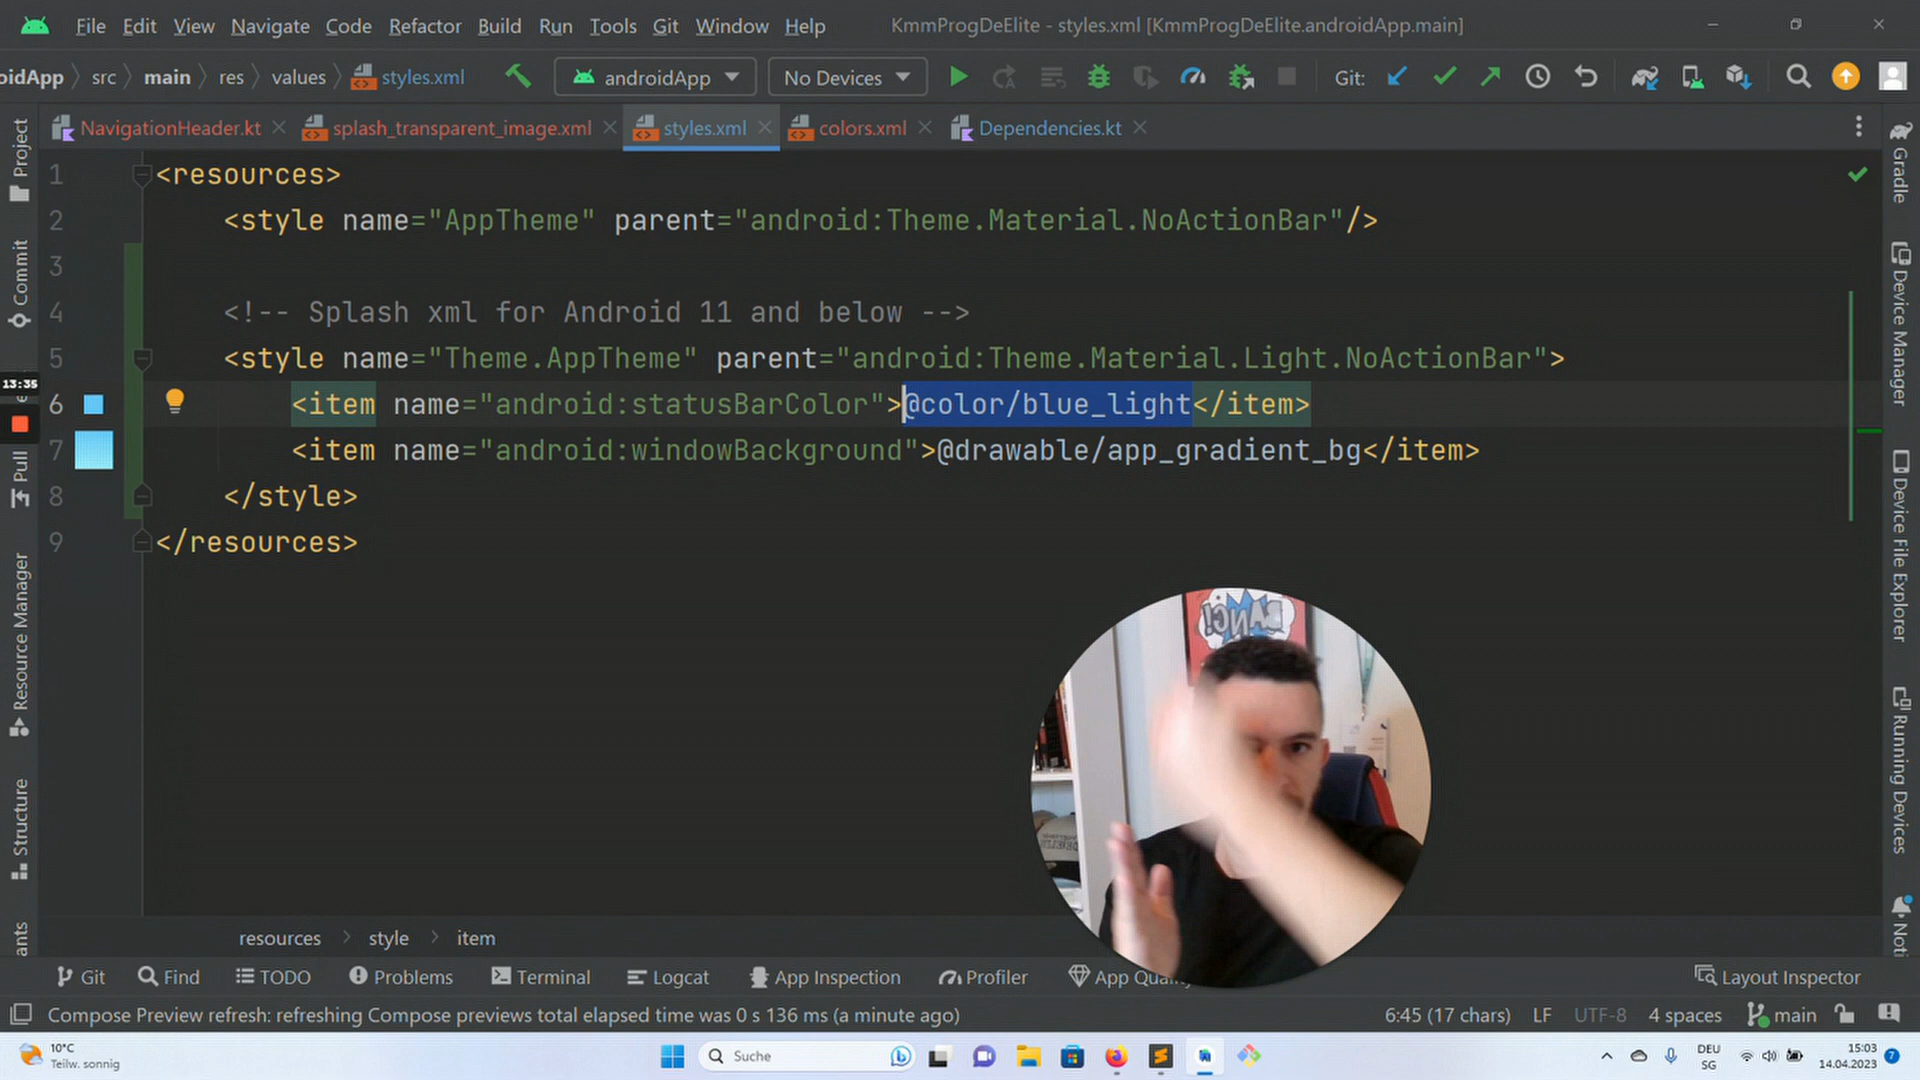 File Edit View Navigate Code Refactor Build Run Tools Git Window Help KmmProgDeElite - styles.xml [KmmProgDeElite.androidApp.main]
oidApp src main res values styles.xml androidApp No Devices Git:
NavigationHeader.kt splash_transparent_image.xml styles.xml colors.xml Dependencies.kt
1 <resources>
2 <style name="AppTheme" parent="android:Theme.Material.NoActionBar"/>
3
4 <!-- Splash xml for Android 11 and below -->
5 <style name="Theme.AppTheme" parent="android:Theme.Material.Light.NoActionBar">
6 <item name="android:statusBarColor">@color/blue_light</item>
7 <item name="android:windowBackground">@drawable/app_gradient_bg</item>
8 </style>
9 </resources>
Project
Commit
13:35
Pull
Resource Manager
Structure
ants
Gradle
Device Manager
Device File Explorer
Running Devices
Noti
BANG!
resources style item
Git Find TODO Problems Terminal Logcat App Inspection Profiler App Quality Layout Inspector
Compose Preview refresh: refreshing Compose previews total elapsed time was 0 s 136 ms (a minute ago) 6:45 (17 chars) LF UTF-8 4 spaces main
10°C
Teilw. sonnig
Suche
DEU
SG
15:03
14.04.2023
7